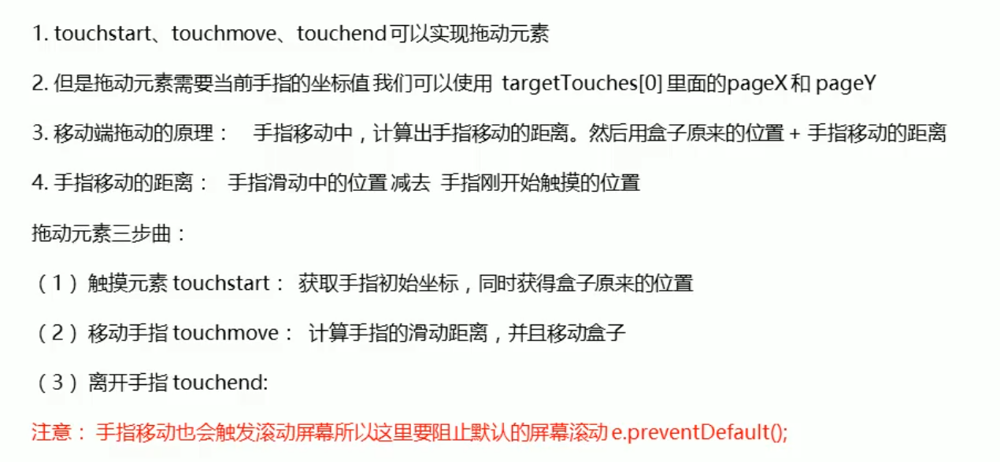 1. touchstart、touchmove、touchend可以实现拖动元素
2. 但是拖动元素需要当前手指的坐标值 我们可以使用 targetTouches[0] 里面的pageX 和 pageY
3. 移动端拖动的原理： 手指移动中，计算出手指移动的距离。然后用盒子原来的位置 + 手指移动的距离
4. 手指移动的距离： 手指滑动中的位置 减去 手指刚开始触摸的位置
拖动元素三步曲：
（1）触摸元素 touchstart： 获取手指初始坐标，同时获得盒子原来的位置
（2）移动手指 touchmove： 计算手指的滑动距离，并且移动盒子
（3）离开手指 touchend:
注意： 手指移动也会触发滚动屏幕所以这里要阻止默认的屏幕滚动 e.preventDefault();